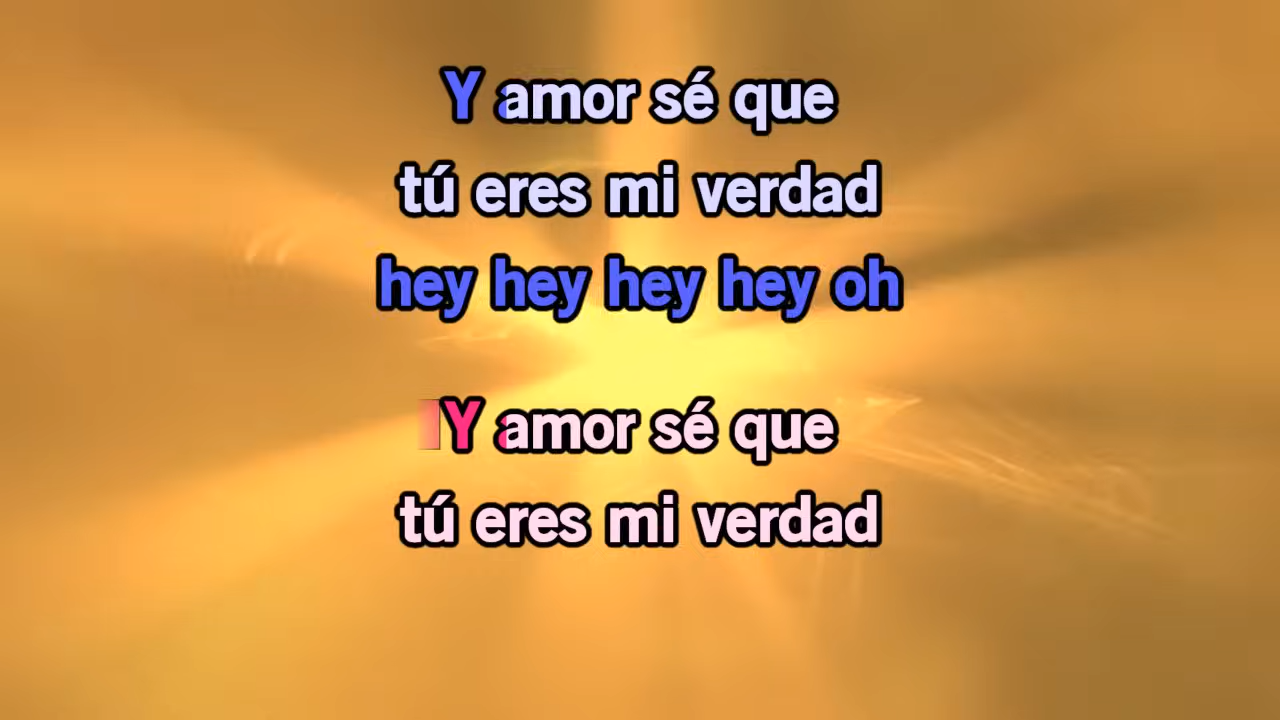 Y amor sé que
tú eres mi verdad
hey hey hey hey oh
Y amor sé que
tú eres mi verdad